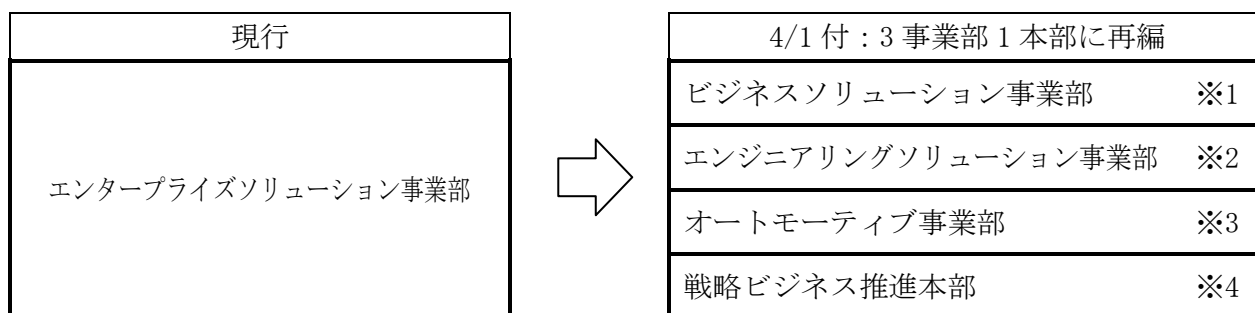 現行
エンタープライズソリューション事業部
4/1 付：3 事業部 1 本部に再編
ビジネスソリューション事業部 ※1
エンジニアリングソリューション事業部 ※2
オートモーティブ事業部 ※3
戦略ビジネス推進本部 ※4